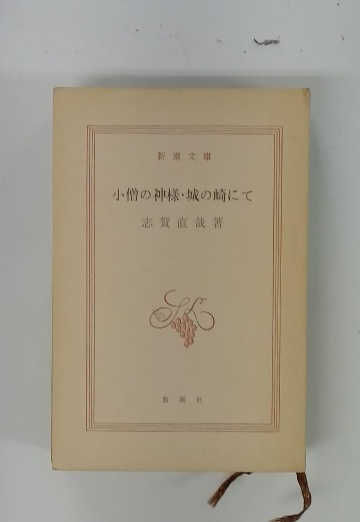 新潮文庫
小僧の神様・城の崎にて
志賀直哉著
新潮社